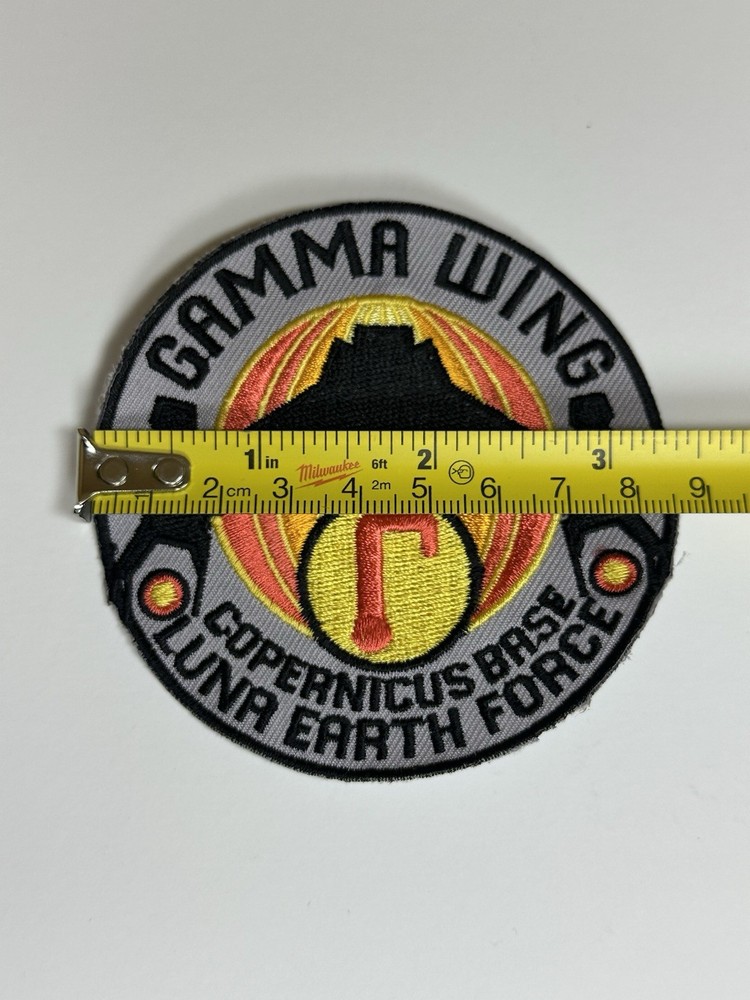 GAMMA WING
1 in Milwaukee 6ft 2 3
2 cm 3 4 2m 5 6 7 8 9
Γ
COPERNICUS BASE
LUNA EARTH FORCE